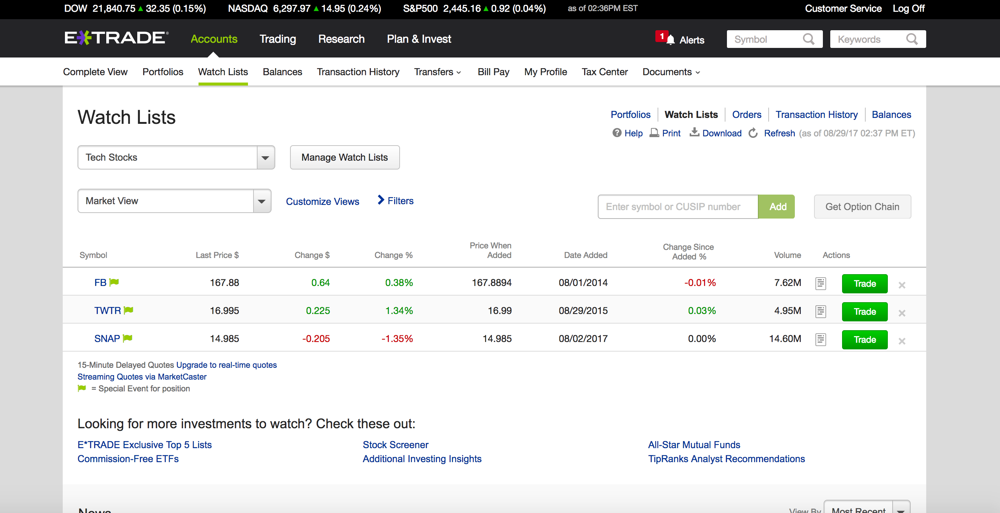 DOW 21,840.75 ▲ 32.35 (0.15%) NASDAQ 6,297.97 ▲ 14.95 (0.24%) S&P500 2,445.16 ▲ 0.92 (0.04%) as of 02:36PM EST Customer Service Log Off
E*TRADE® Accounts Trading Research Plan & Invest 1 Alerts Symbol Keywords
Complete View Portfolios Watch Lists Balances Transaction History Transfers Bill Pay My Profile Tax Center Documents
Watch Lists
Portfolios Watch Lists Orders Transaction History Balances
? Help Print Download Refresh (as of 08/29/17 02:37 PM ET)
Tech Stocks Manage Watch Lists
Market View Customize Views Filters Enter symbol or CUSIP number Add Get Option Chain
Symbol Last Price $ Change $ Change % Price When Added Date Added Change Since Added % Volume Actions
FB 167.88 0.64 0.38% 167.8894 08/01/2014 -0.01% 7.62M Trade
TWTR 16.995 0.225 1.34% 16.99 08/29/2015 0.03% 4.95M Trade
SNAP 14.985 -0.205 -1.35% 14.985 08/02/2017 0.00% 14.60M Trade
15-Minute Delayed Quotes Upgrade to real-time quotes
Streaming Quotes via MarketCaster
= Special Event for position
Looking for more investments to watch? Check these out:
E*TRADE Exclusive Top 5 Lists Stock Screener All-Star Mutual Funds
Commission-Free ETFs Additional Investing Insights TipRanks Analyst Recommendations
News View By Most Recent